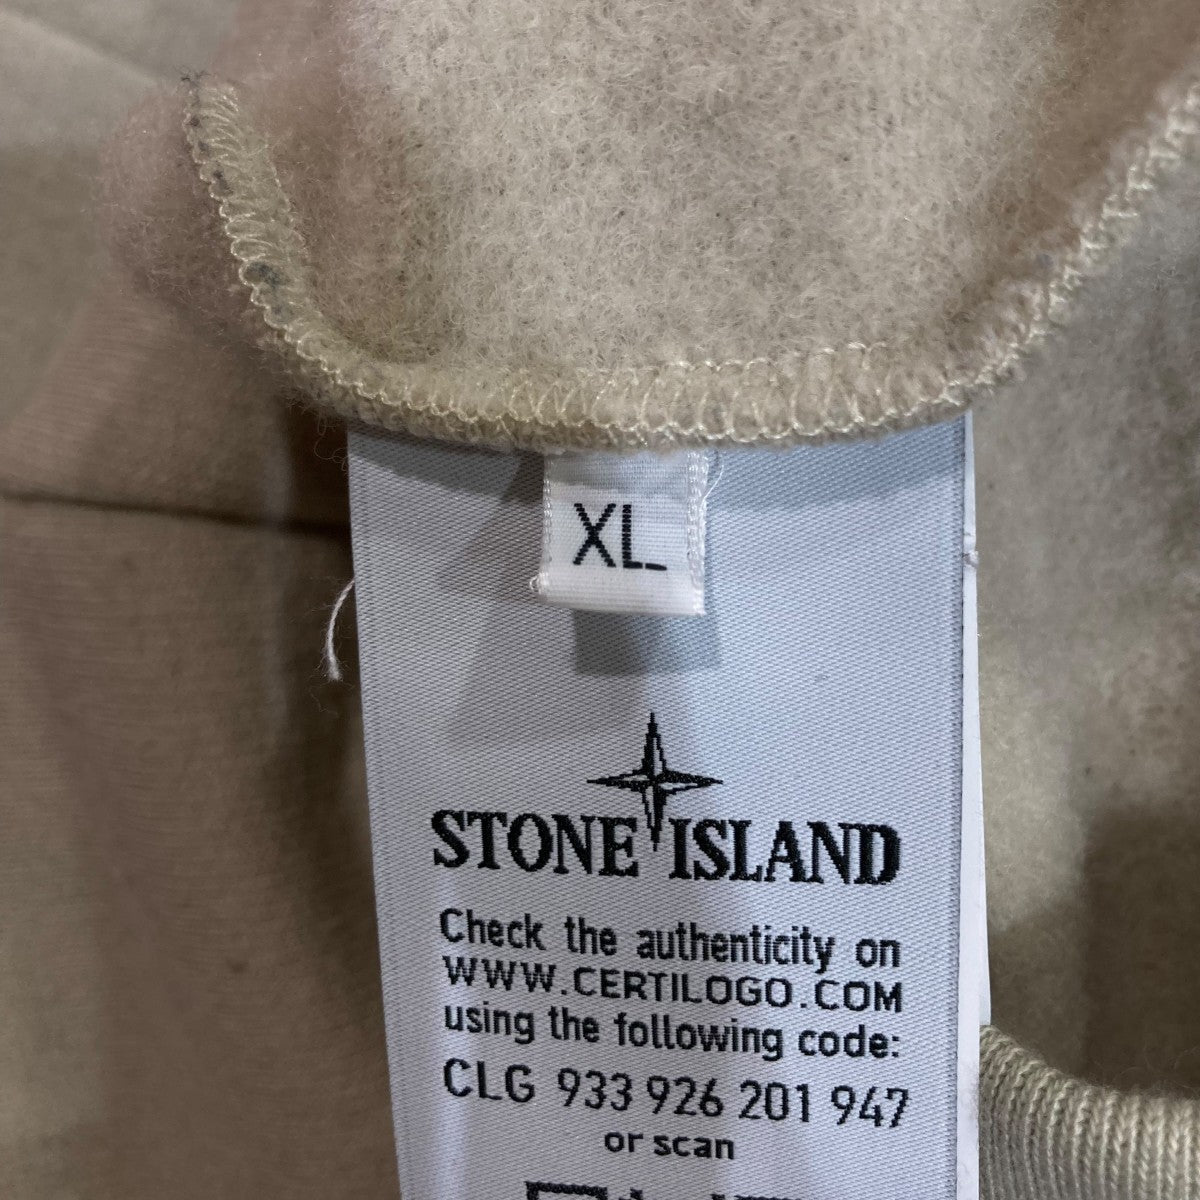 XL
STONE ISLAND
Check the authenticity on
WWW.CERTILOGO.COM
using the following code:
CLG 933 926 201 947
or scan